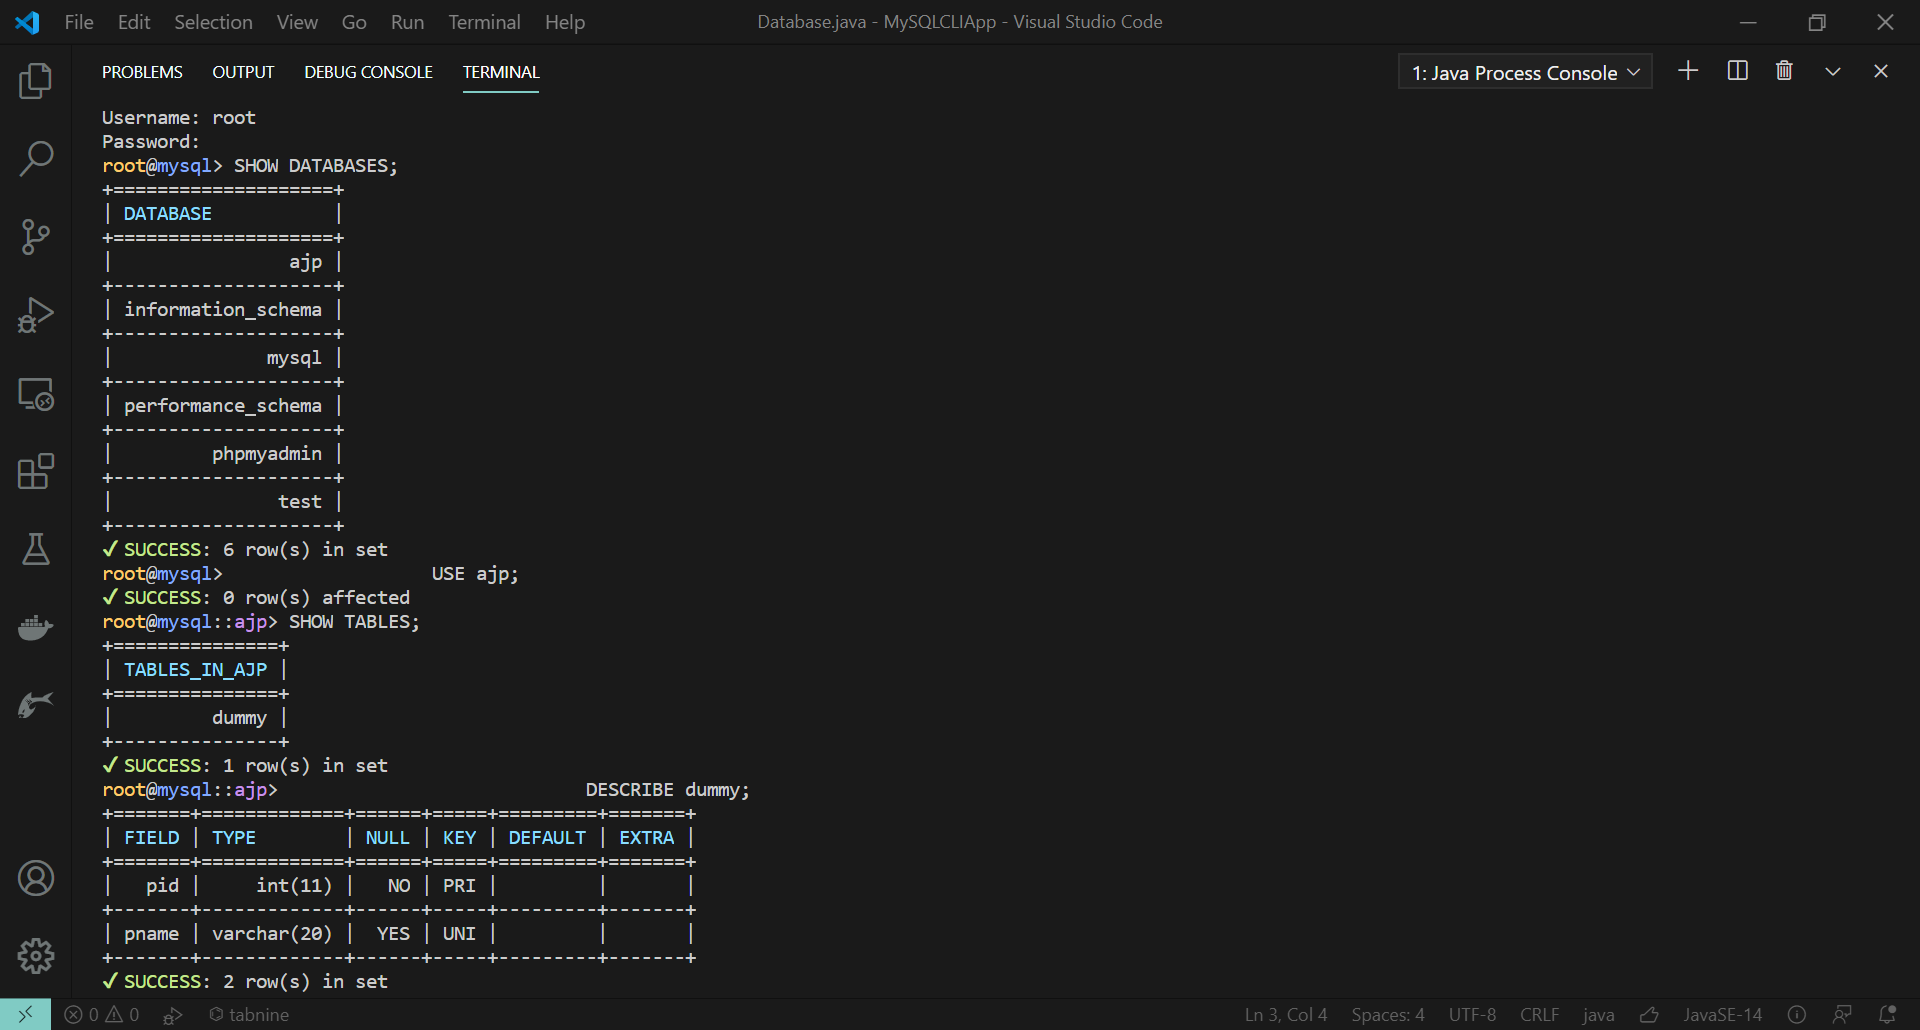 File Edit Selection View Go Run Terminal Help Database.java - MySQLCLIApp - Visual Studio Code
PROBLEMS OUTPUT DEBUG CONSOLE TERMINAL 1: Java Process Console
Username: root
Password:
root@mysql> SHOW DATABASES;
+====================+
| DATABASE           |
+====================+
|                ajp |
+--------------------+
| information_schema |
+--------------------+
|              mysql |
+--------------------+
| performance_schema |
+--------------------+
|         phpmyadmin |
+--------------------+
|               test |
+--------------------+
✓ SUCCESS: 6 row(s) in set
root@mysql>                   USE ajp;
✓ SUCCESS: 0 row(s) affected
root@mysql::ajp> SHOW TABLES;
+===============+
| TABLES_IN_AJP |
+===============+
|         dummy |
+---------------+
✓ SUCCESS: 1 row(s) in set
root@mysql::ajp>                            DESCRIBE dummy;
+=======+=============+======+=====+=========+=======+
| FIELD | TYPE        | NULL | KEY | DEFAULT | EXTRA |
+=======+=============+======+=====+=========+=======+
|   pid |     int(11) |   NO | PRI |         |       |
+-------+-------------+------+-----+---------+-------+
| pname | varchar(20) |  YES | UNI |         |       |
+-------+-------------+------+-----+---------+-------+
✓ SUCCESS: 2 row(s) in set
0 0 tabnine Ln 3, Col 4 Spaces: 4 UTF-8 CRLF java JavaSE-14